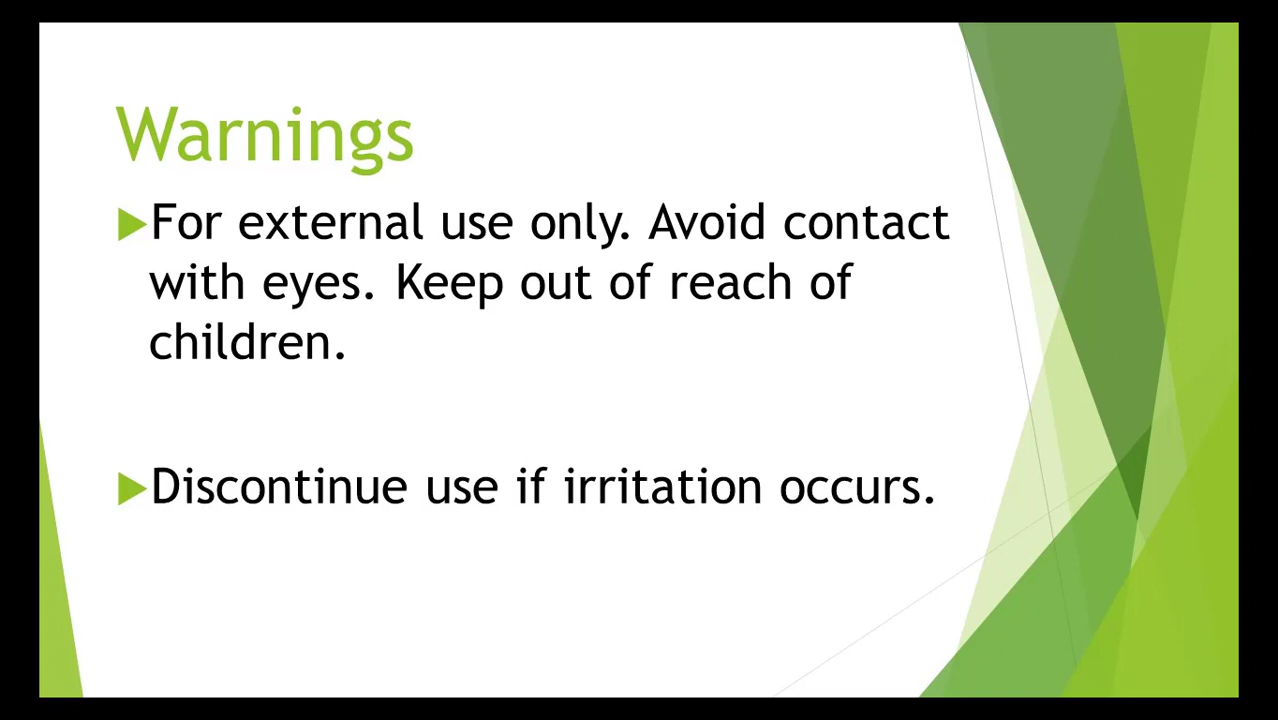 Warnings
For external use only. Avoid contact
with eyes. Keep out of reach of
children.
Discontinue use if irritation occurs.